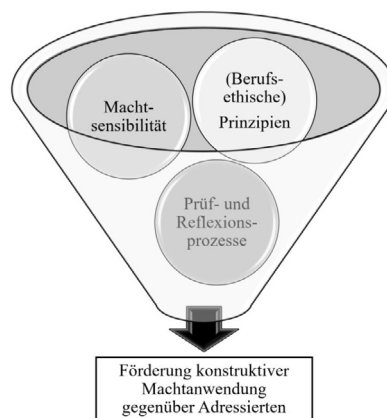 Macht-
sensibilität
(Berufs-
ethische)
Prinzipien
Prüf- und
Reflexions-
prozesse
Förderung konstruktiver
Machtanwendung
gegenüber Adressierten